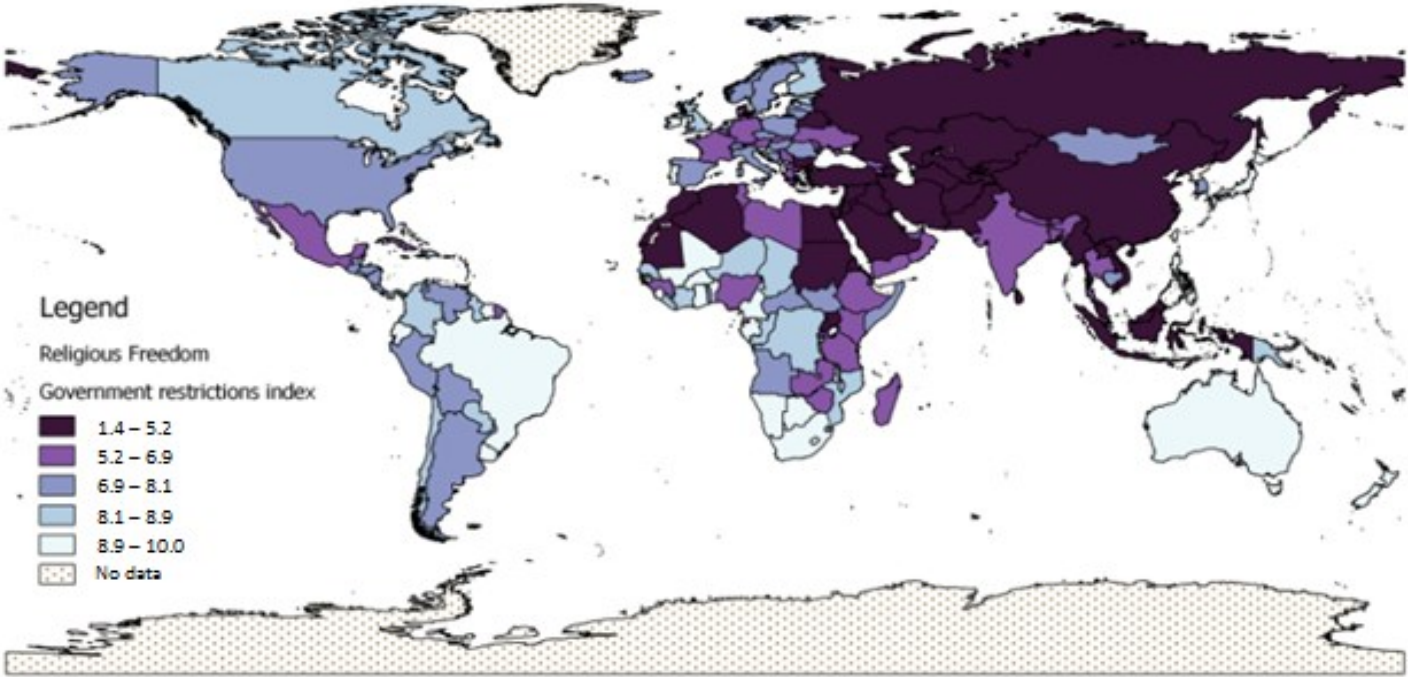 Legend
Religious Freedom
Government restrictions index
1.4 – 5.2
5.2 – 6.9
6.9 – 8.1
8.1 – 8.9
8.9 – 10.0
No data